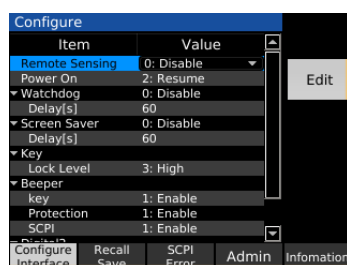 Configure
Item Value
Remote Sensing 0: Disable
Edit
Power On 2: Resume
Watchdog 0: Disable
Delay[s] 60
Screen Saver 0: Disable
Delay[s] 60
Key
Lock Level 3: High
Beeper
key 1: Enable
Protection 1: Enable
SCPI 1: Enable
Configure Recall SCPI
Interface Save Error Admin Infomation